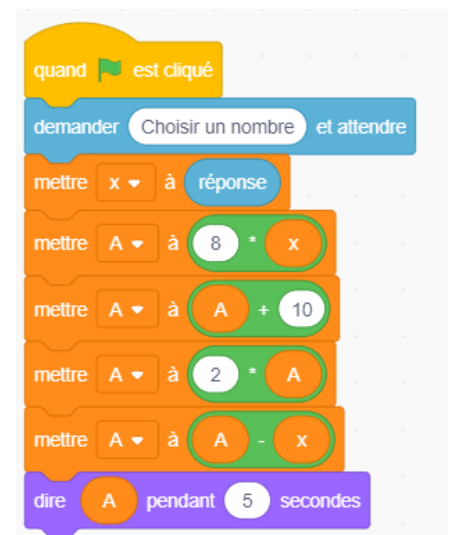 quand est cliqué
demander Choisir un nombre et attendre
mettre x à réponse
mettre A à 8 * x
mettre A à A + 10
mettre A à 2 * A
mettre A à A - x
dire A pendant 5 secondes